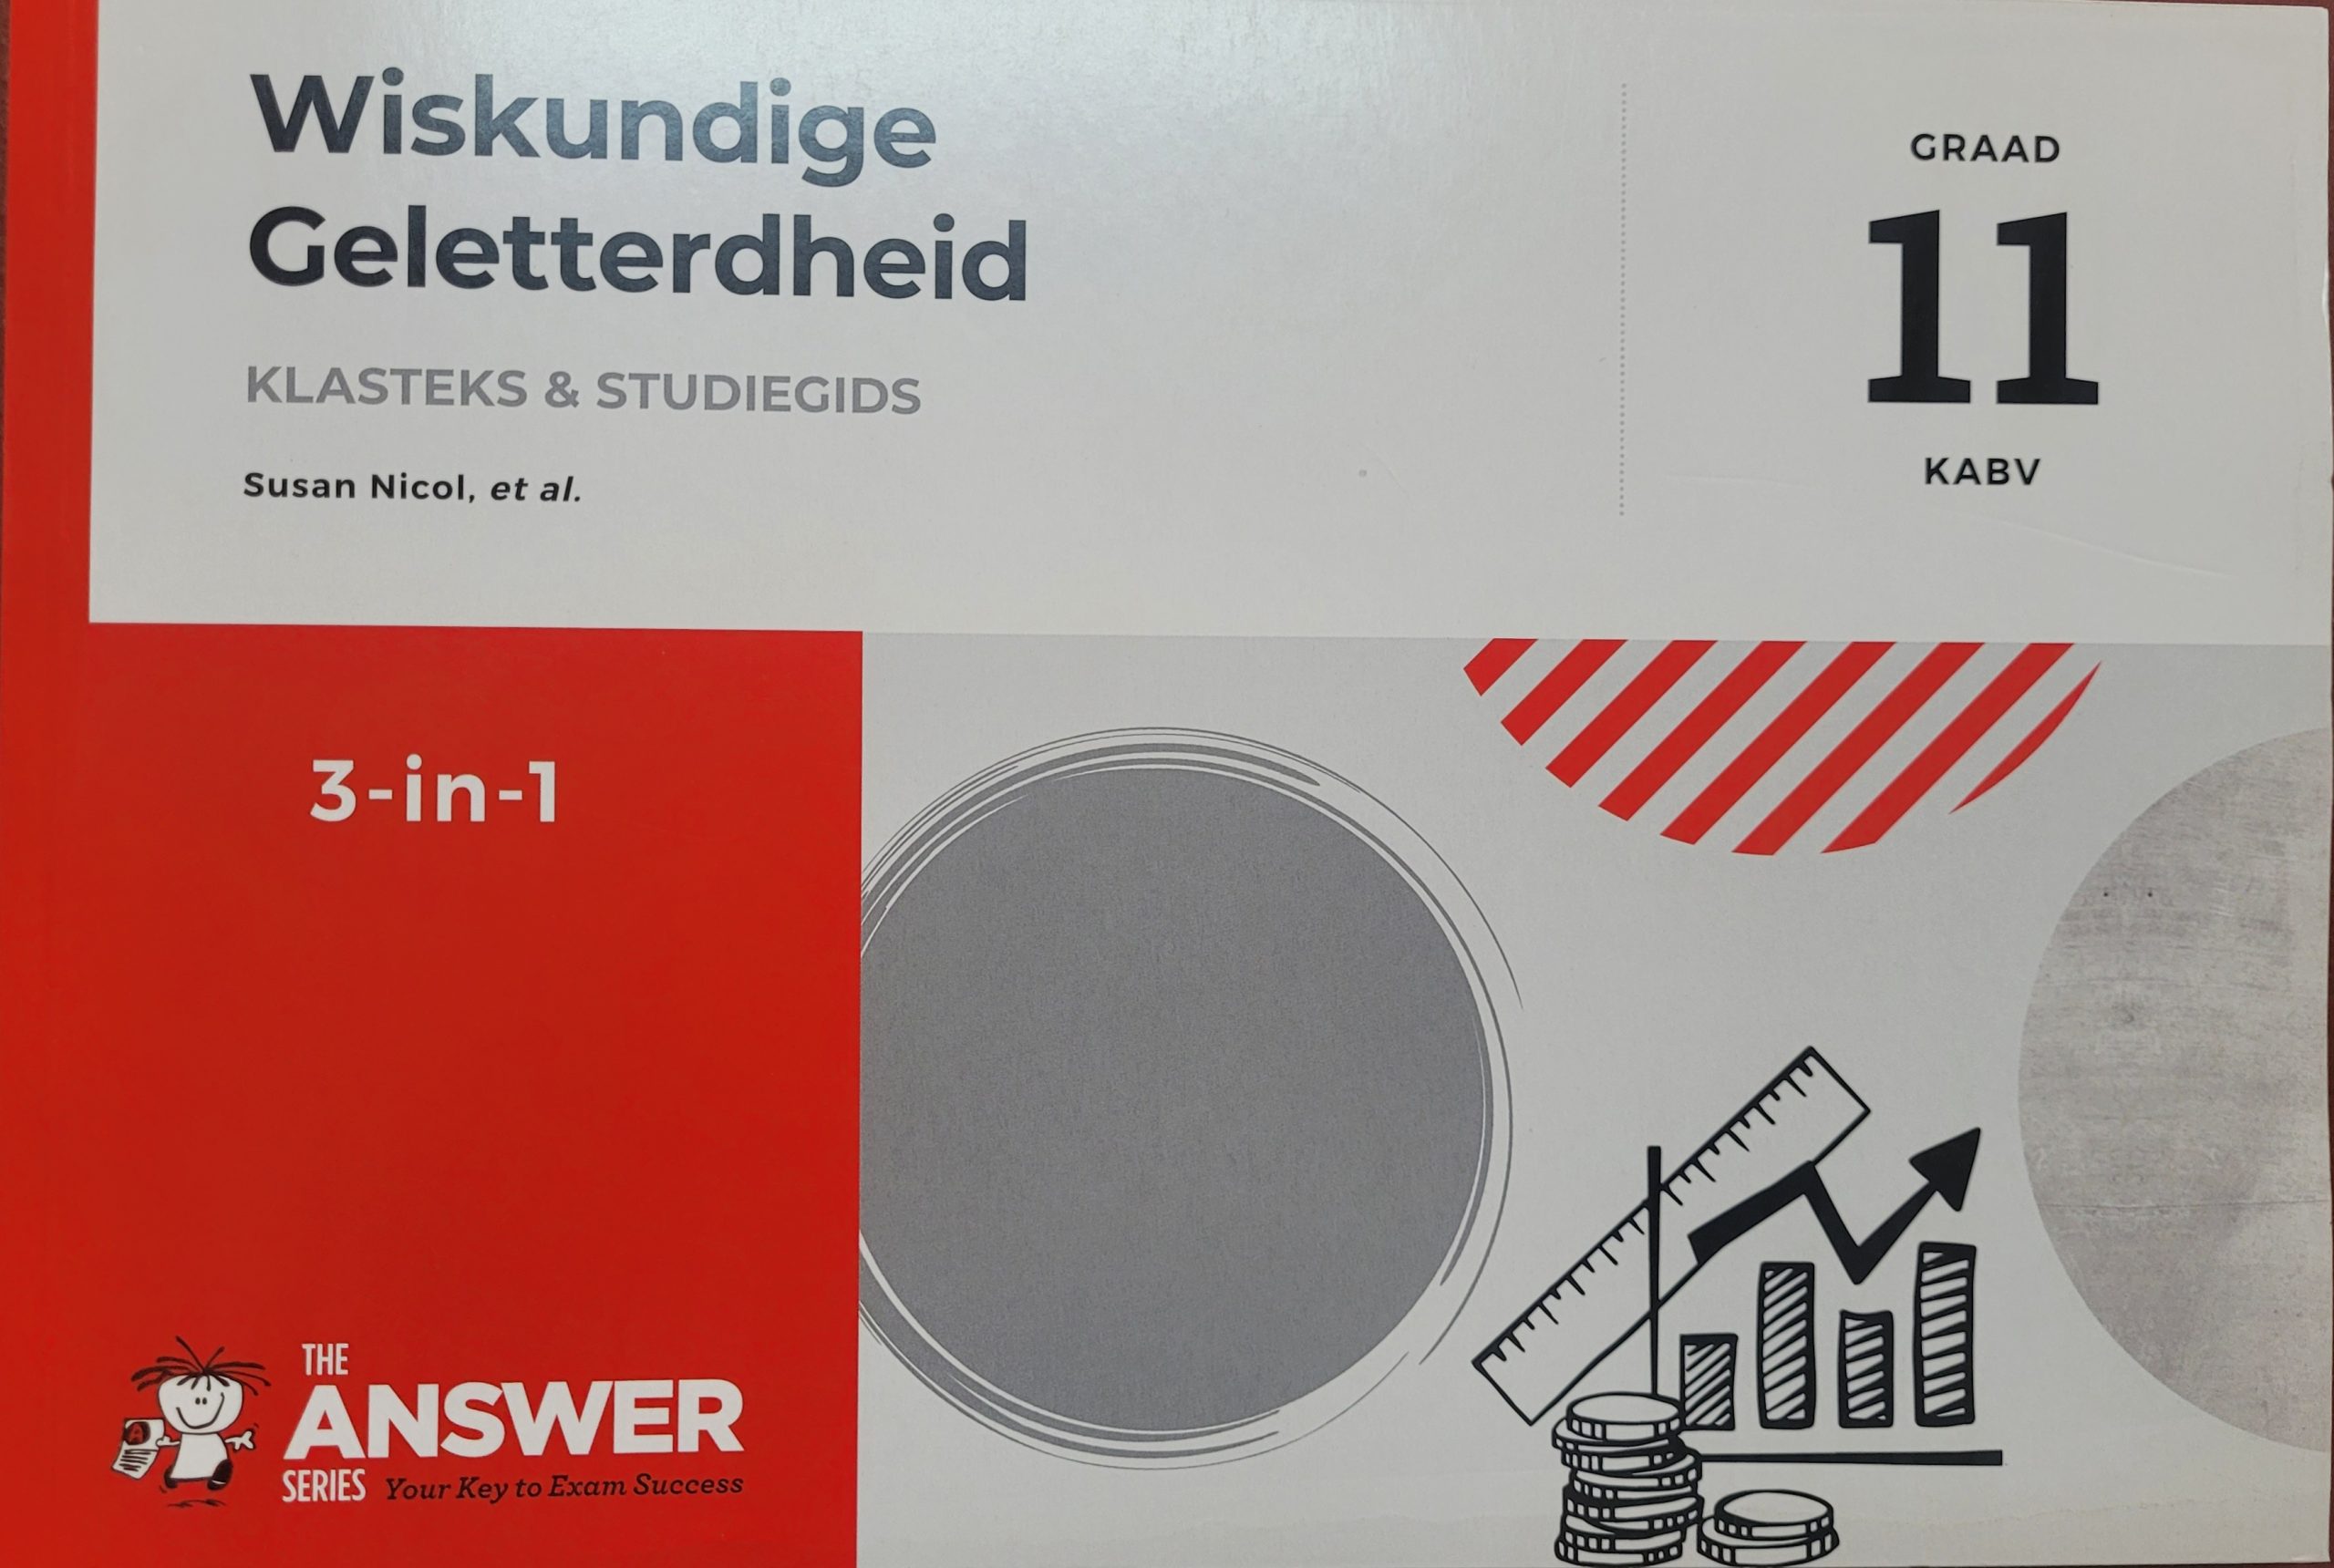 Wiskundige
Geletterdheid
KLASTEKS & STUDIEGIDS
Susan Nicol, et al.
GRAAD
11
KABV
3-in-1
THE
ANSWER
SERIES Your Key to Exam Success
A